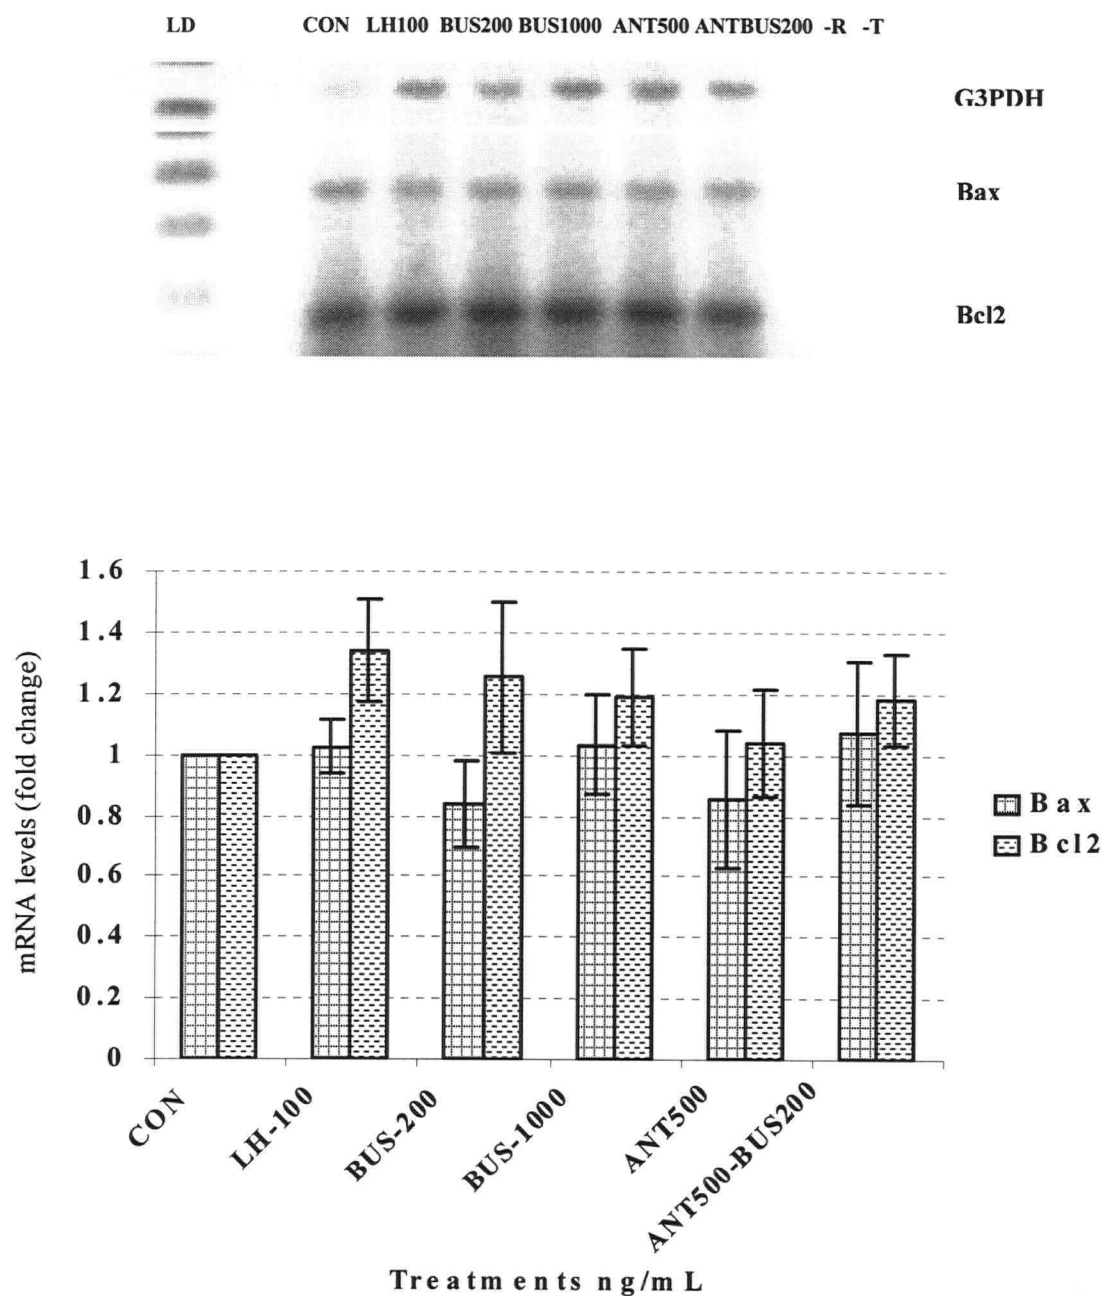 LD CON LH100 BUS200 BUS1000 ANT500 ANTBUS200 -R -T
G3PDH
Bax
Bcl2
1.6
1.4
1.2
1
0.8
0.6
0.4
0.2
0
mRNA levels (fold change)
Bax
Bcl2
CON
LH-100
BUS-200
BUS-1000
ANT500
ANT500-BUS200
Treatments ng/mL